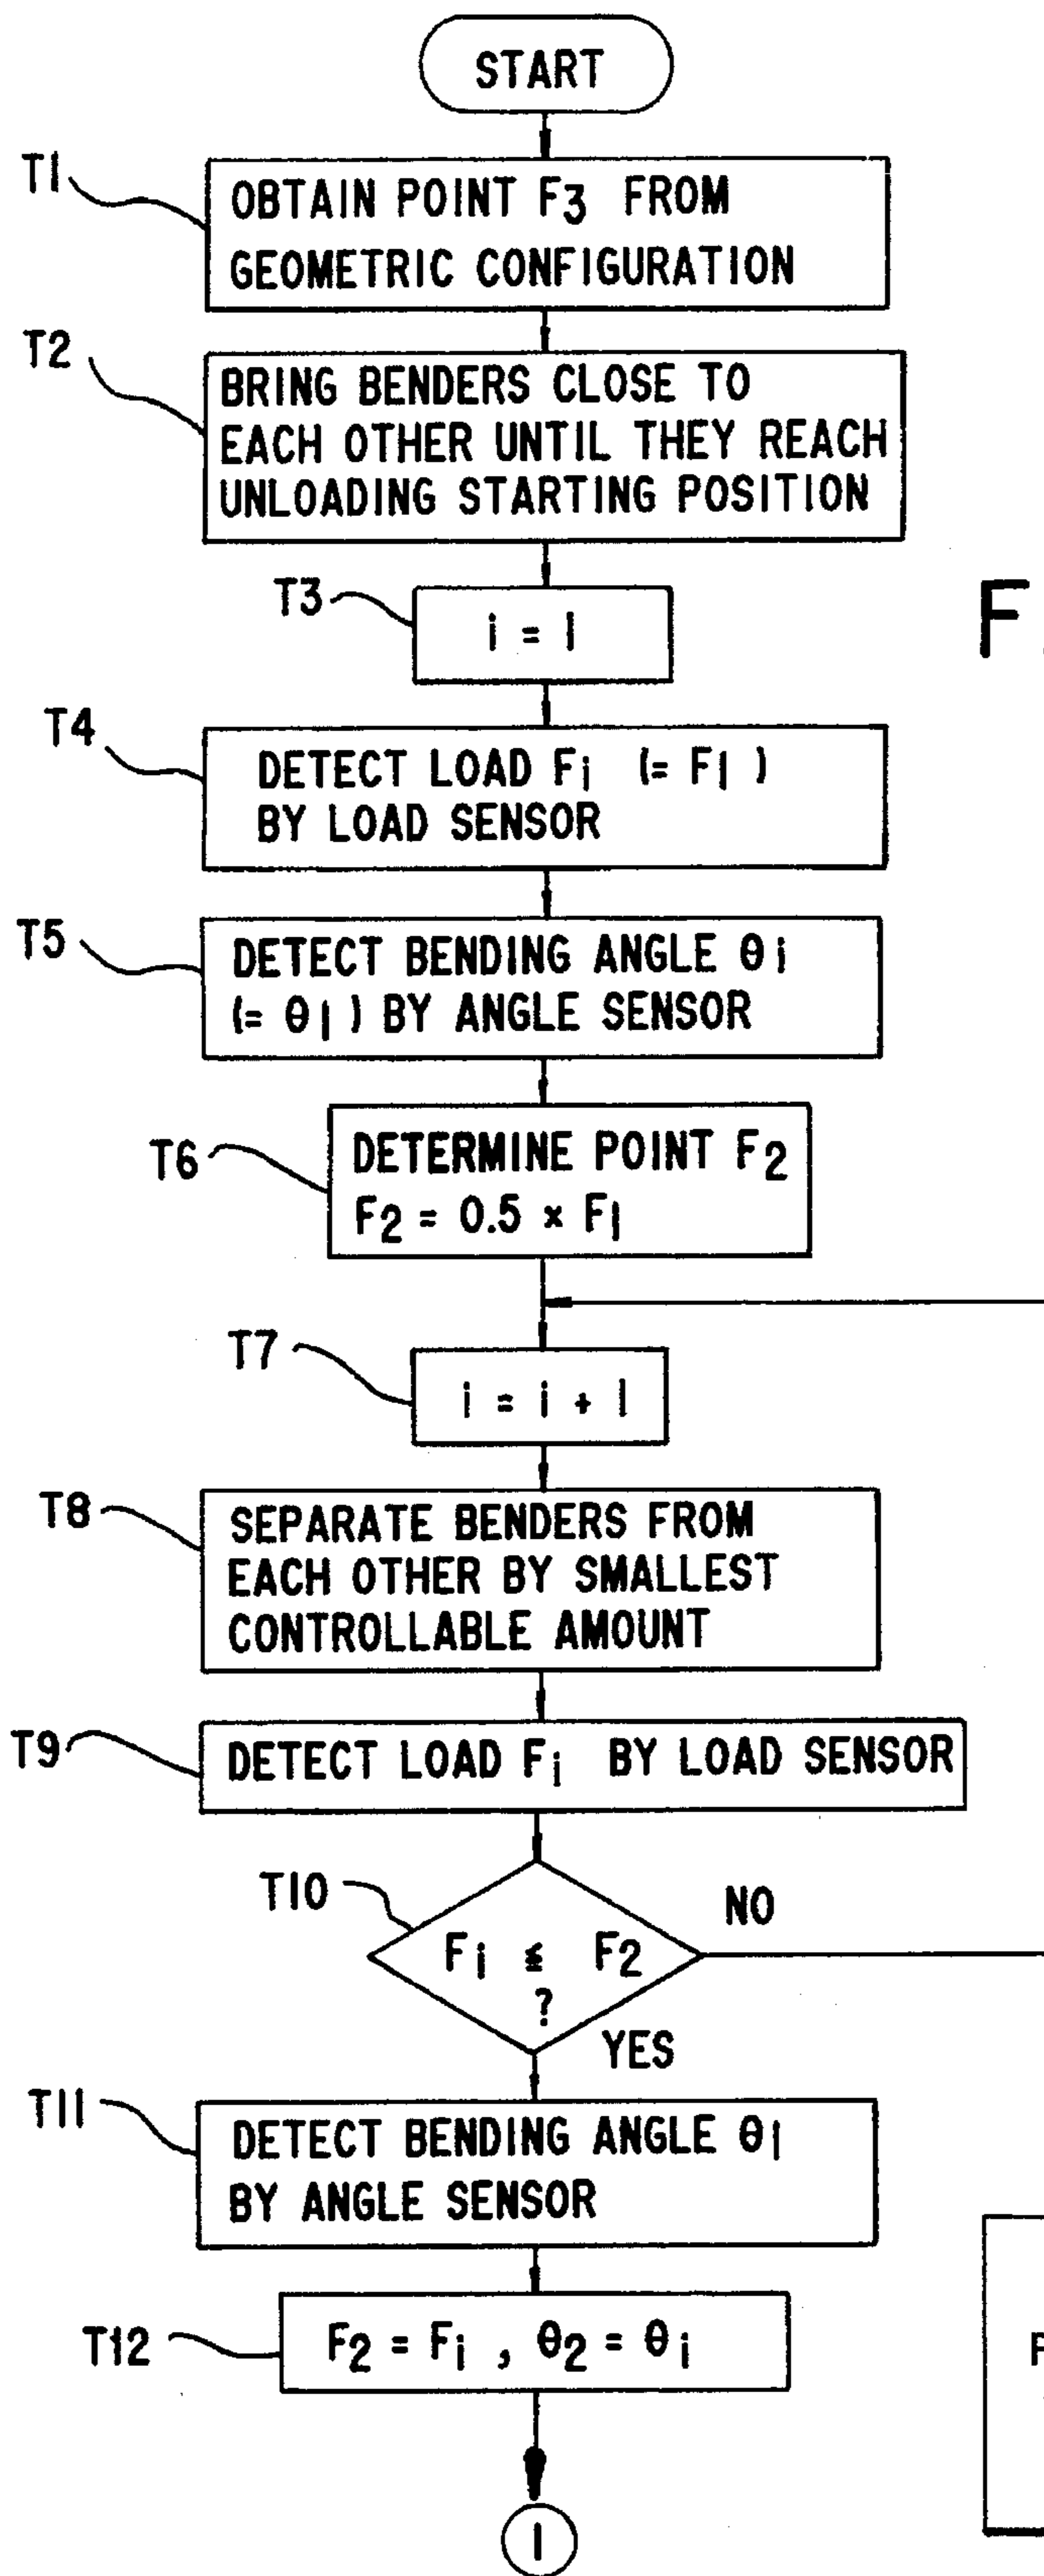 START
T1
OBTAIN POINT F3 FROM
GEOMETRIC CONFIGURATION
T2
BRING BENDERS CLOSE TO
EACH OTHER UNTIL THEY REACH
UNLOADING STARTING POSITION
T3
i = 1
F.
T4
DETECT LOAD Fi (= F1)
BY LOAD SENSOR
T5
DETECT BENDING ANGLE θi
(= θ1) BY ANGLE SENSOR
T6
DETERMINE POINT F2
F2 = 0.5 × F1
T7
i = i + 1
T8
SEPARATE BENDERS FROM
EACH OTHER BY SMALLEST
CONTROLLABLE AMOUNT
T9
DETECT LOAD Fi BY LOAD SENSOR
T10
Fi ≦ F2
?
NO
YES
T11
DETECT BENDING ANGLE θi
BY ANGLE SENSOR
T12
F2 = Fi , θ2 = θi
1